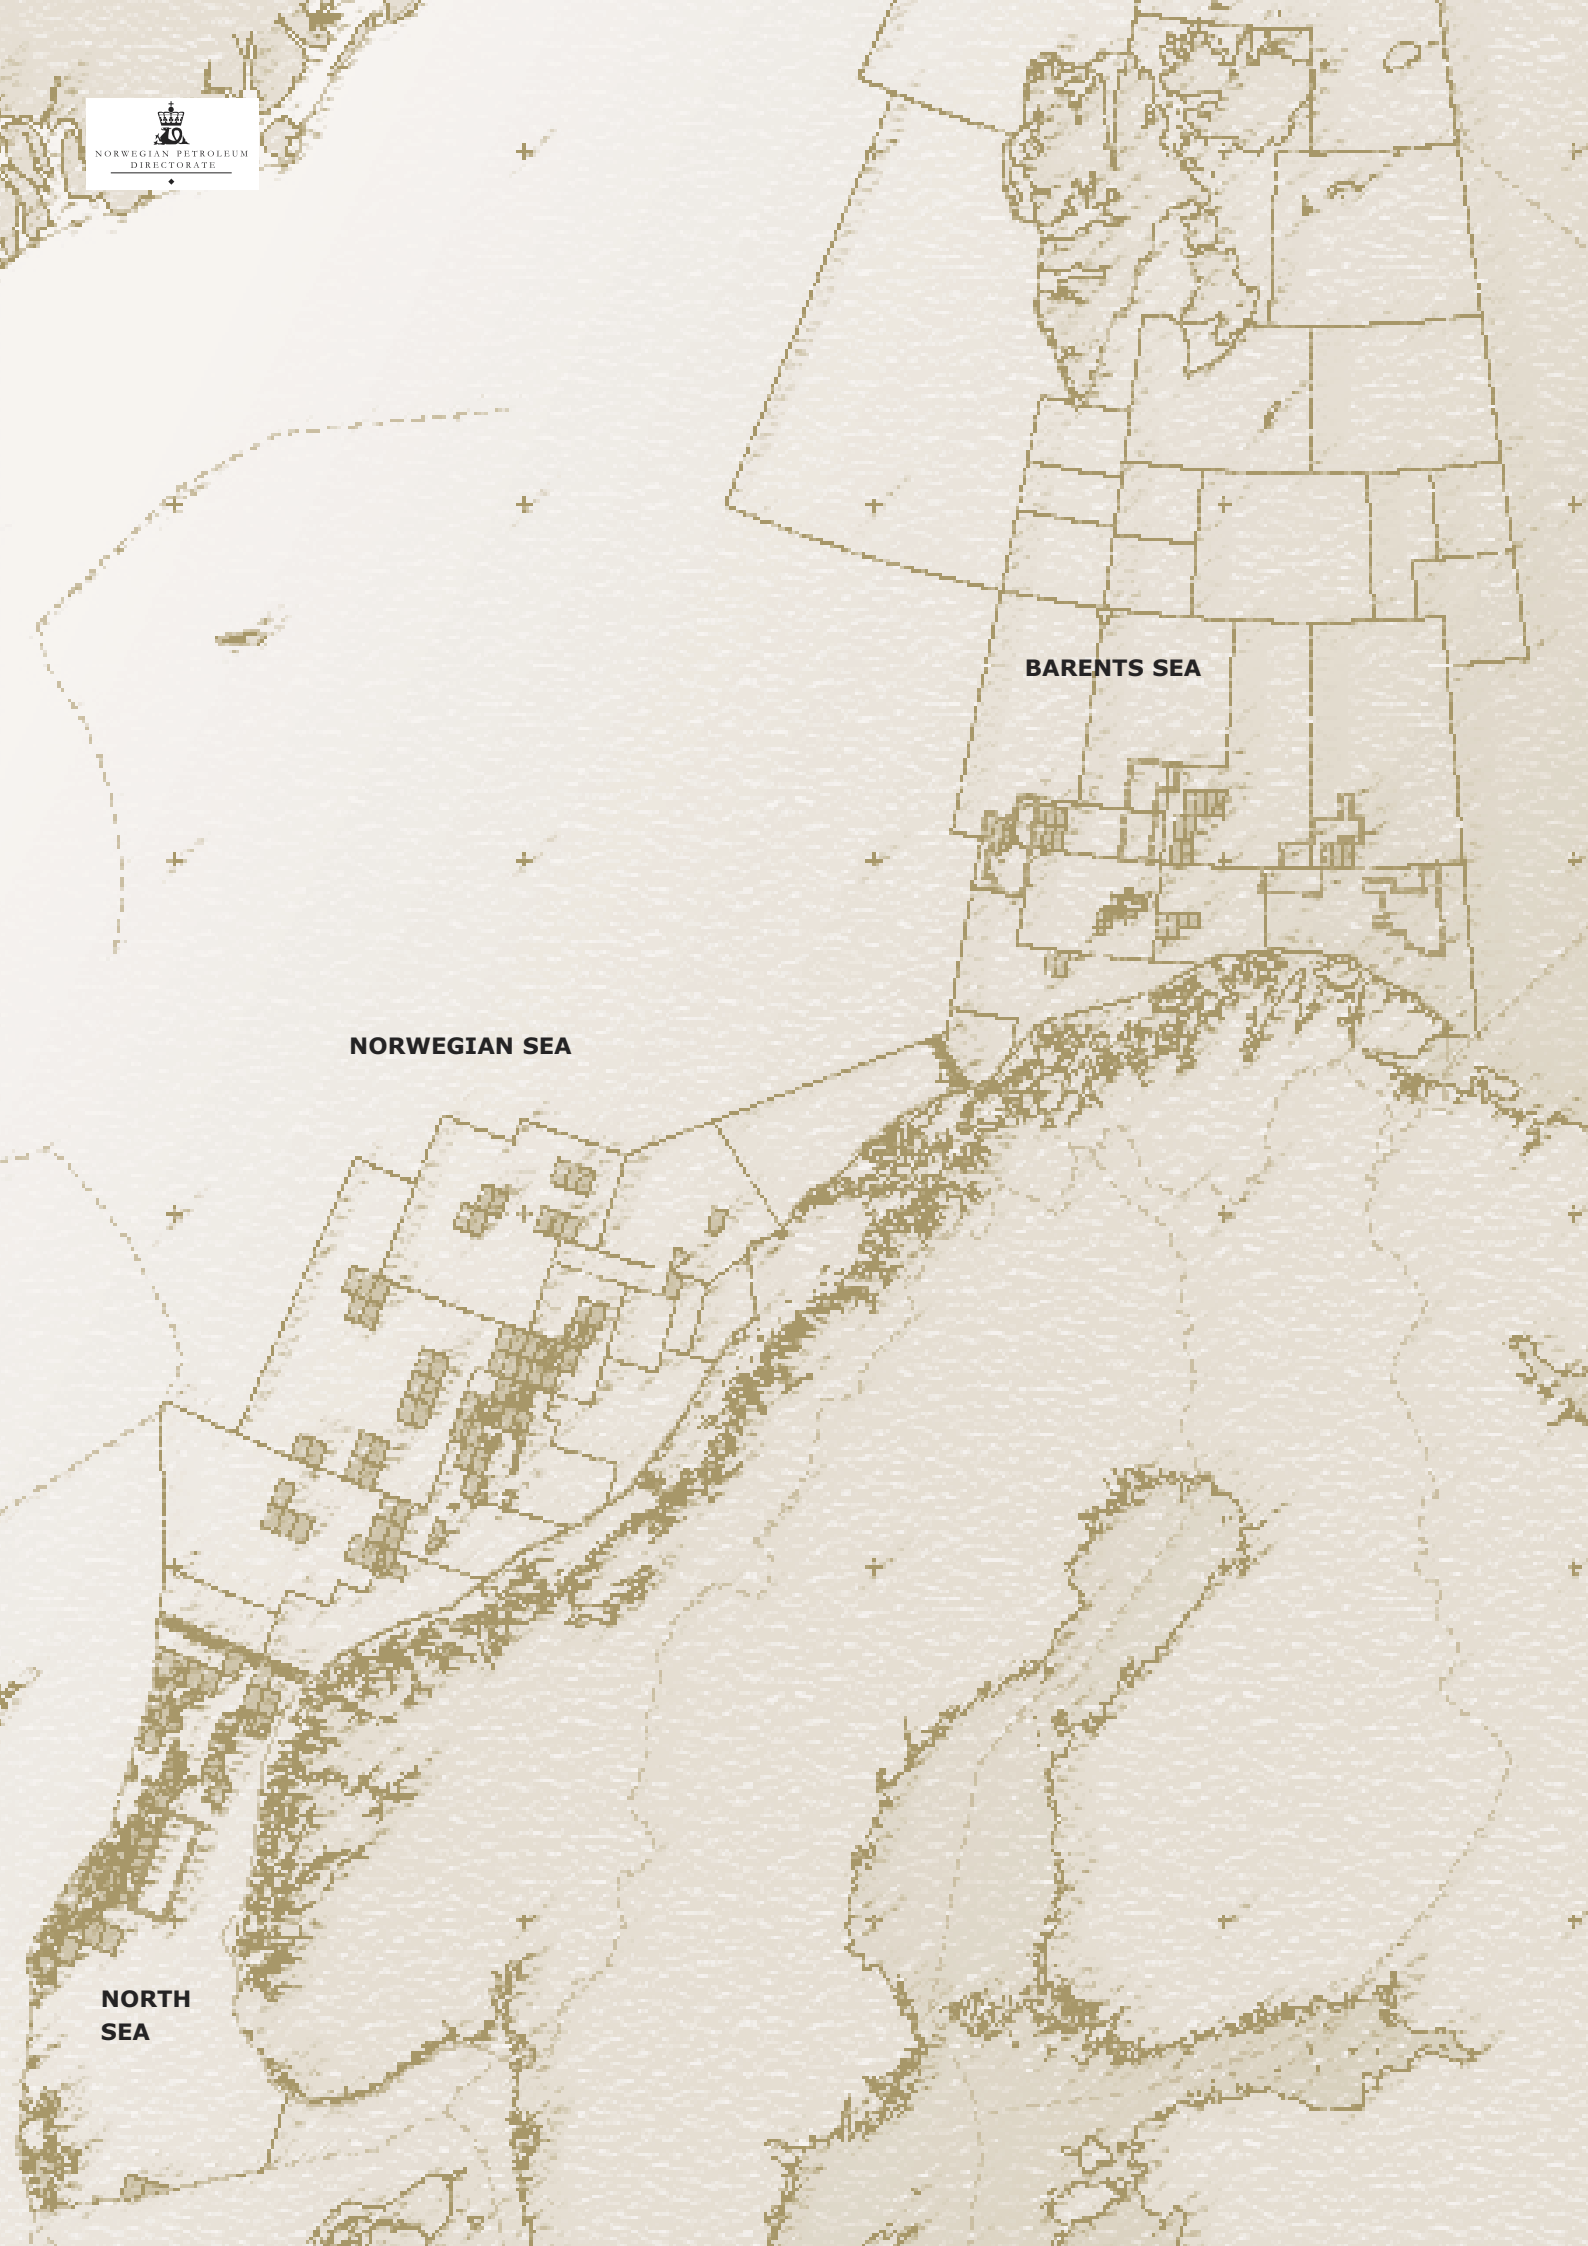 NORWEGIAN PETROLEUM
DIRECTORATE
BARENTS SEA
NORWEGIAN SEA
NORTH
SEA